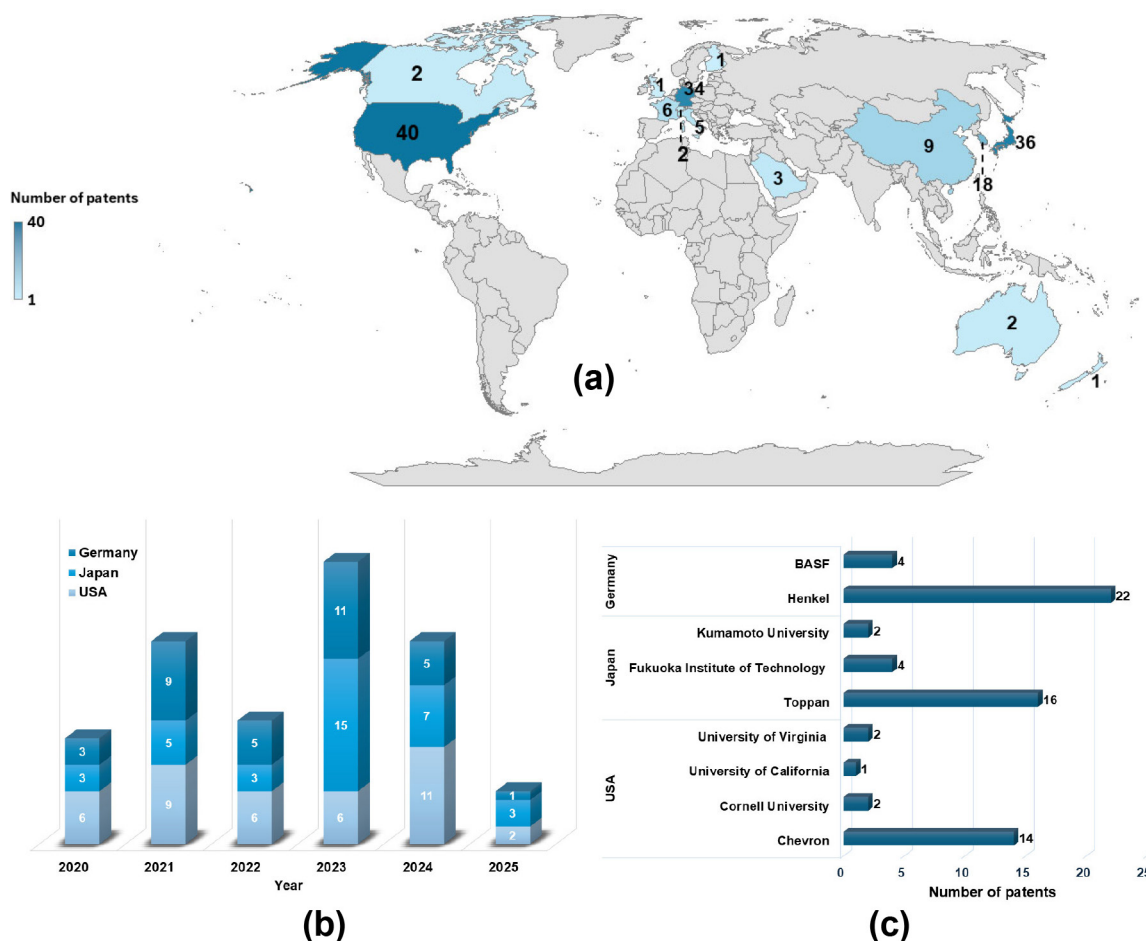 2
1
1
34
40
6
5
2
9
36
18
3
Number of patents
40
1
2
1
(a)
Germany
Japan
USA
3
3
6
9
5
9
5
3
6
11
15
6
5
7
11
1
3
2
2020 2021 2022 2023 2024 2025
Year
(b)
Germany
BASF 4
Henkel 22
Japan
Kumamoto University 2
Fukuoka Institute of Technology 4
Toppan 16
USA
University of Virginia 2
University of California 1
Cornell University 2
Chevron 14
0 5 10 15 20 25
Number of patents
(c)